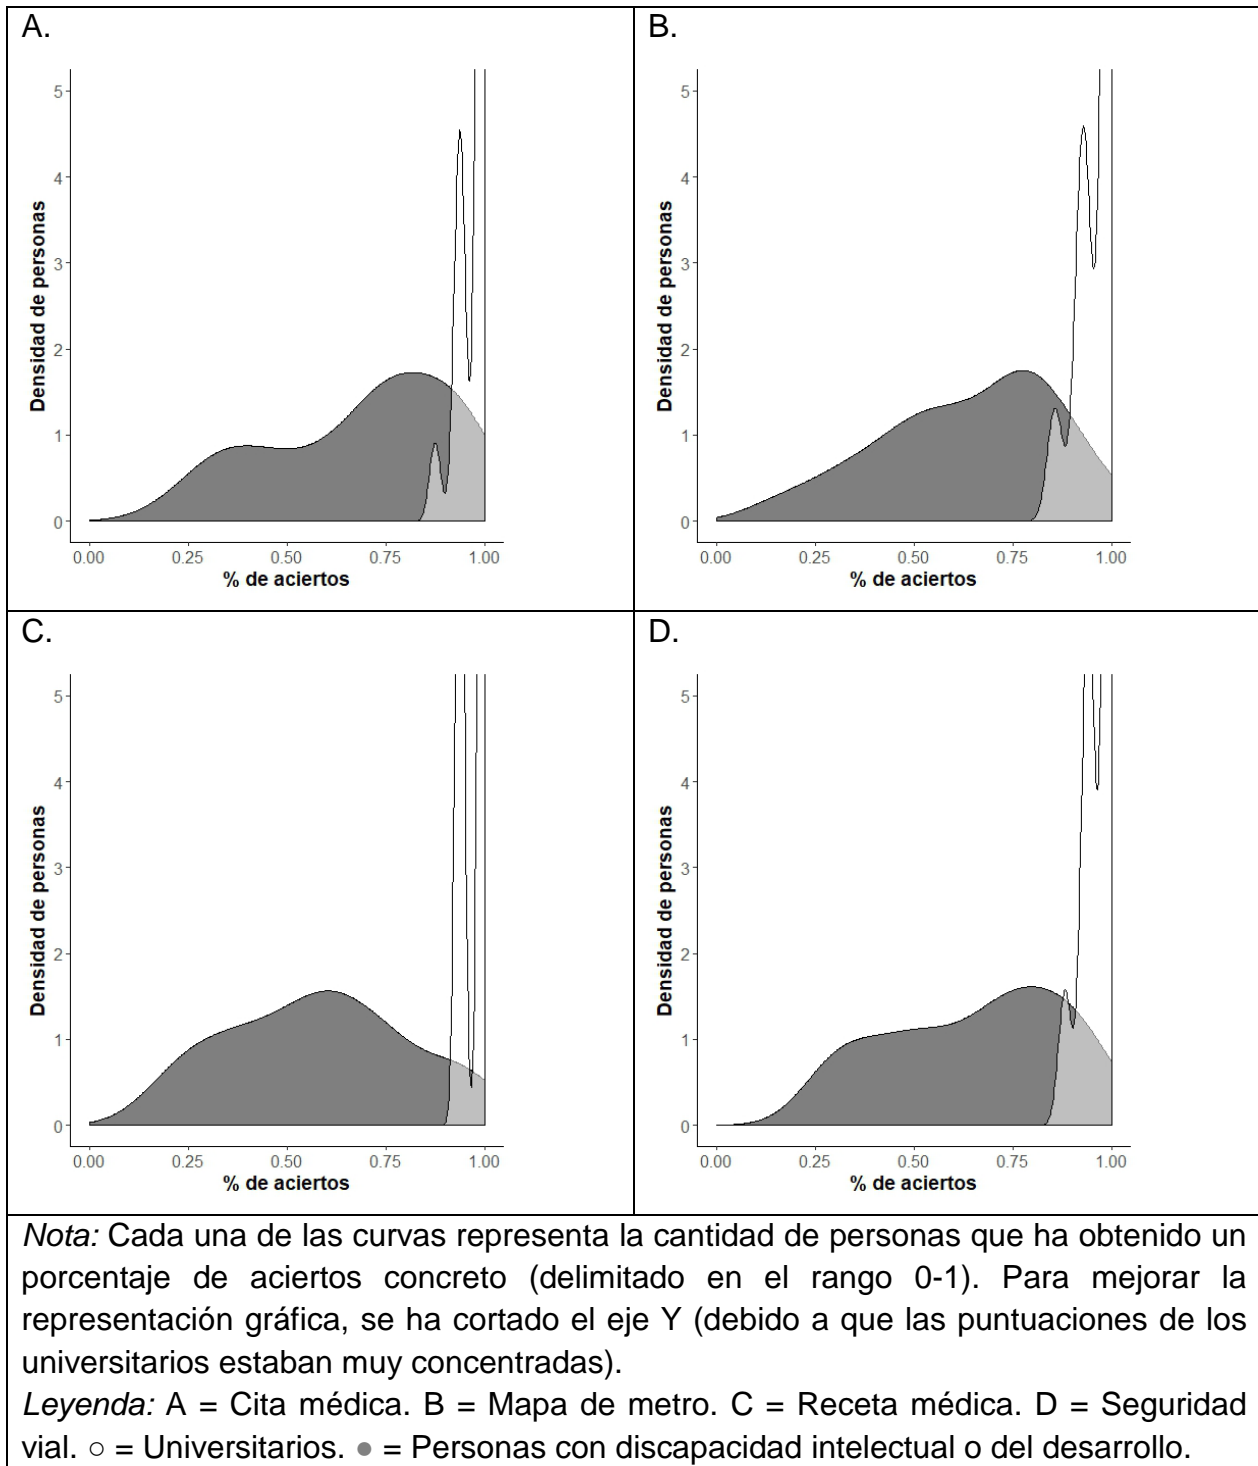 A.
5
4
3
2
1
0
Densidad de personas
0.00 0.25 0.50 0.75 1.00
% de aciertos
B.
5
4
3
2
1
0
Densidad de personas
0.00 0.25 0.50 0.75 1.00
% de aciertos
C.
5
4
3
2
1
0
Densidad de personas
0.00 0.25 0.50 0.75 1.00
% de aciertos
D.
5
4
3
2
1
0
Densidad de personas
0.00 0.25 0.50 0.75 1.00
% de aciertos
Nota: Cada una de las curvas representa la cantidad de personas que ha obtenido un
porcentaje de aciertos concreto (delimitado en el rango 0-1). Para mejorar la
representación gráfica, se ha cortado el eje Y (debido a que las puntuaciones de los
universitarios estaban muy concentradas).
Leyenda: A = Cita médica. B = Mapa de metro. C = Receta médica. D = Seguridad
vial. ○ = Universitarios. ● = Personas con discapacidad intelectual o del desarrollo.